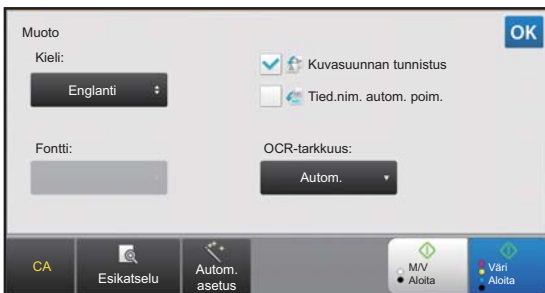 Muoto
OK
Kieli:
Englanti
Kuvasuunnan tunnistus
Tied.nim. autom. poim.
Fontti:
OCR-tarkkuus:
Autom.
CA
Esikatselu
Autom.
asetus
M/V
Aloita
Väri
Aloita